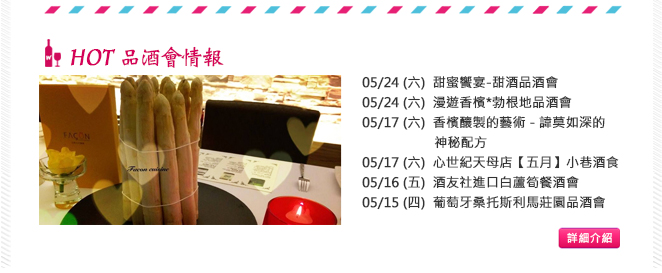 HOT 品酒會情報
FACON
Facon cuisine
05/24 (六) 甜蜜饗宴-甜酒品酒會
05/24 (六) 漫遊香檳*勃根地品酒會
05/17 (六) 香檳釀製的藝術 - 諱莫如深的
神秘配方
05/17 (六) 心世紀天母店【五月】小巷酒食
05/16 (五) 酒友社進口白蘆筍餐酒會
05/15 (四) 葡萄牙桑托斯利馬莊園品酒會
詳細介紹